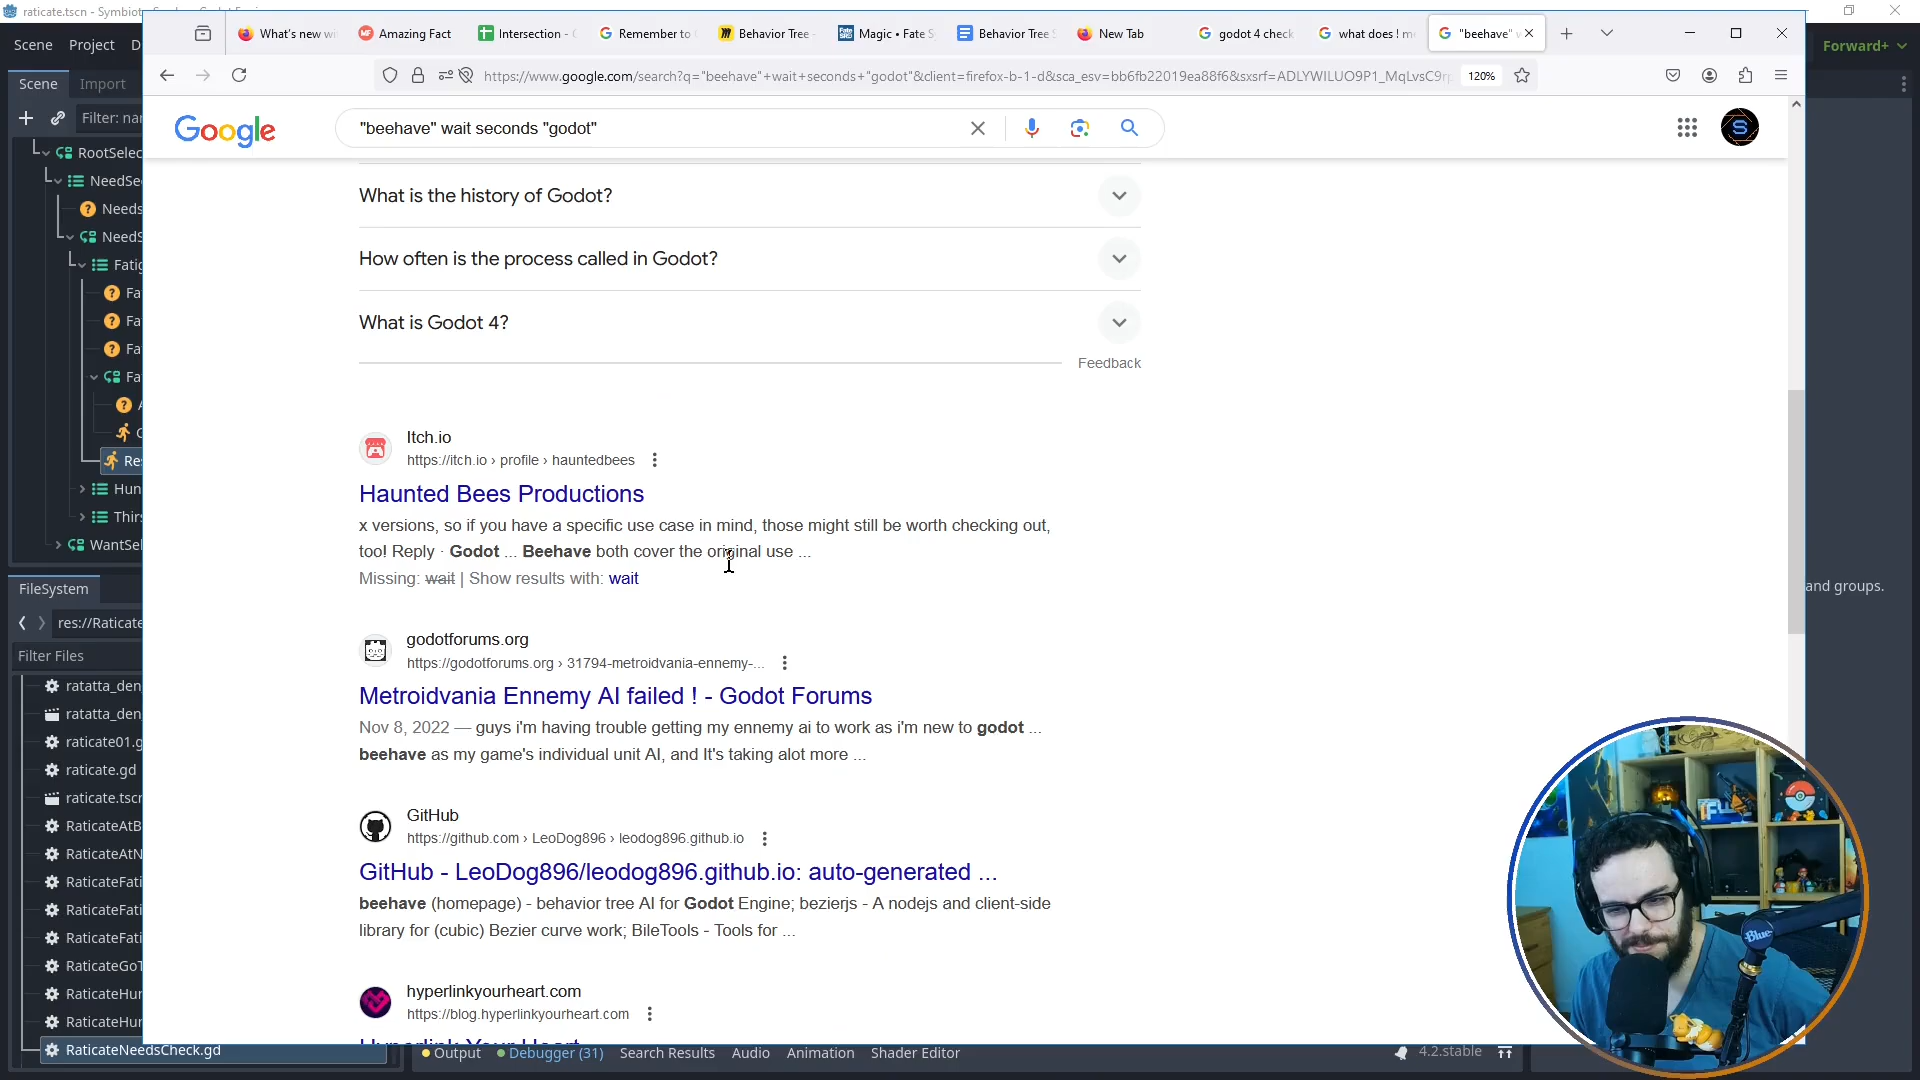 raticate.tscn - Symbiot
What's new wi
Amazing Fact
Intersection - G
Remember to
Behavior Tree -
Magic • Fate S
Behavior Tree
New Tab
godot 4 check
what does ! m
"beehave" w
Scene Project D
Forward+
https://www.google.com/search?q="beehave"+wait+seconds+"godot"&client=firefox-b-1-d&sca_esv=bb6fb22019ea88f6&sxsrf=ADLYWILUO9P1_MqLvsC9r
120%
Scene Import
Filter: nar
RootSelec
NeedSe
Needs
NeedS
Fatig
Fa
Fa
Fa
Fa
A
Res
Hun
Thirs
WantSel
FileSystem
res://Raticate
Filter Files
ratatta_den
ratatta_den
raticate01.g
raticate.gd
raticate.tscn
RaticateAtB
RaticateAtN
RaticateFati
RaticateFati
RaticateFati
RaticateGoT
RaticateHur
RaticateHur
RaticateNeedsCheck.gd
Google
"beehave" wait seconds "godot"
S
What is the history of Godot?
How often is the process called in Godot?
What is Godot 4?
Feedback
Itch.io
https://itch.io › profile › hauntedbees
Haunted Bees Productions
x versions, so if you have a specific use case in mind, those might still be worth checking out,
too! Reply · Godot ... Beehave both cover the original use ...
Missing: wait | Show results with: wait
godotforums.org
https://godotforums.org › 31794-metroidvania-ennemy-...
Metroidvania Ennemy AI failed ! - Godot Forums
Nov 8, 2022 — guys i'm having trouble getting my ennemy ai to work as i'm new to godot ...
beehave as my game's individual unit AI, and It's taking alot more ...
GitHub
https://github.com › LeoDog896 › leodog896.github.io
GitHub - LeoDog896/leodog896.github.io: auto-generated ...
beehave (homepage) - behavior tree AI for Godot Engine; bezierjs - A nodejs and client-side
library for (cubic) Bezier curve work; BileTools - Tools for ...
hyperlinkyourheart.com
https://blog.hyperlinkyourheart.com
Hyperlink Your Heart
and groups.
Output Debugger (31) Search Results Audio Animation Shader Editor
4.2.stable
Blue